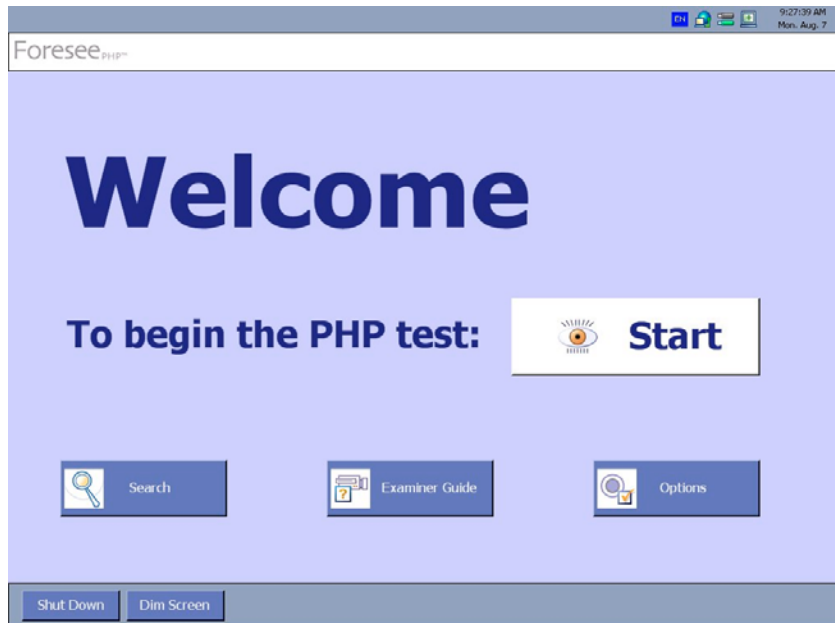 EN
9:27:39 AM
Mon. Aug. 7
Foresee PHP™
Welcome
To begin the PHP test:
Start
?
Search
Examiner Guide
Options
Shut Down
Dim Screen